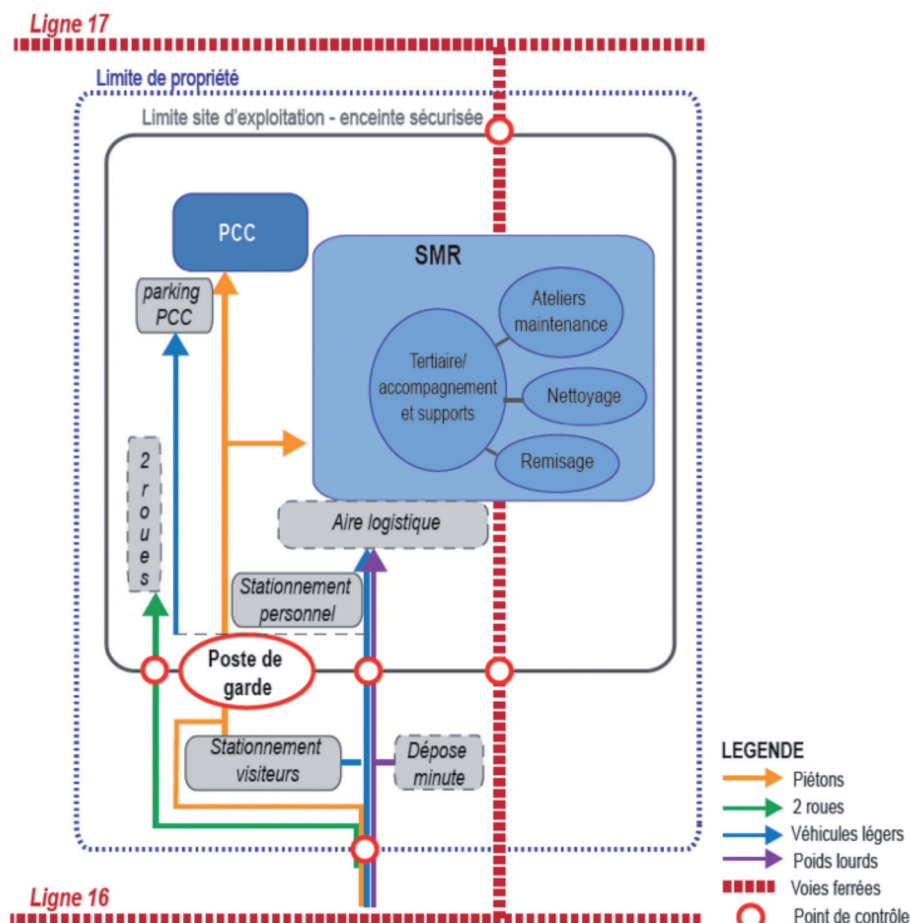 Ligne 17
Limite de propriété
Limite site d'exploitation - enceinte sécurisée
PCC
SMR
parking
PCC
Ateliers
maintenance
Tertiaire/
accompagnement
et supports
Nettoyage
Remisage
2
r
o
u
e
s
Aire logistique
Stationnement
personnel
Poste de
garde
Stationnement
visiteurs
Dépose
minute
LEGENDE
Piétons
2 roues
Véhicules légers
Poids lourds
Voies ferrées
Point de contrôle
Ligne 16